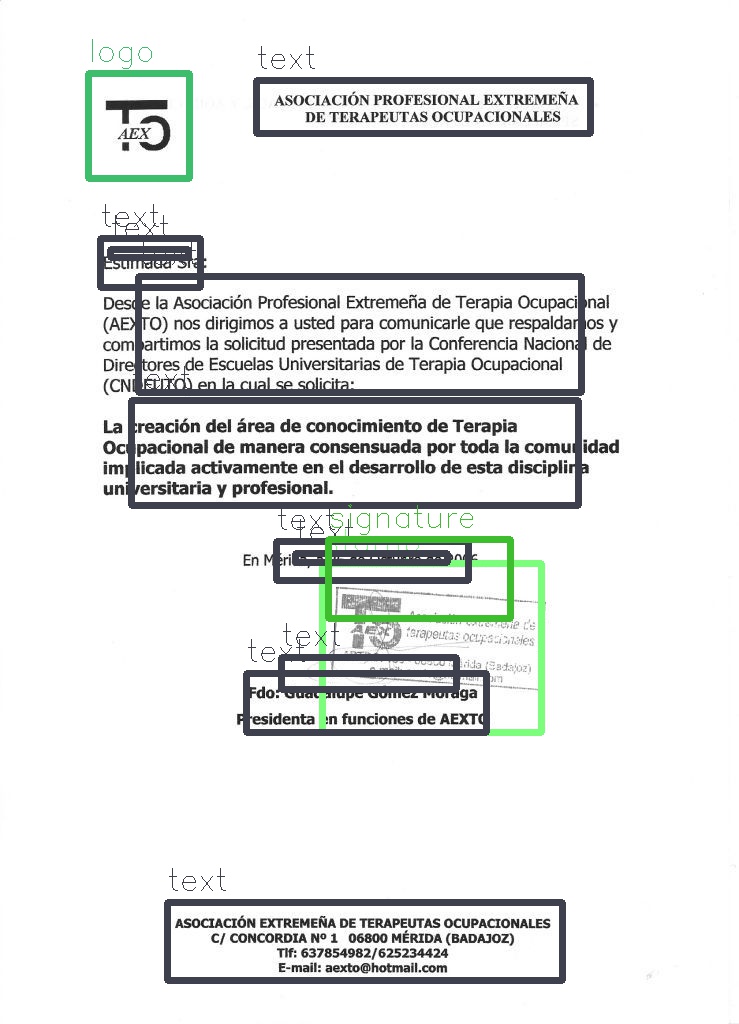 logo
text
AEX
ASOCIACIÓN PROFESIONAL EXTREMEÑA
DE TERAPEUTAS OCUPACIONALES
text
text
Estimada
Desde la Asociación Profesional Extremeña de Terapia Ocupacional
(AEXTO) nos dirigimos a usted para comunicarle que respaldamos y
compartimos la solicitud presentada por la Conferencia Nacional de
Directores de Escuelas Universitarias de Terapia Ocupacional
text
(CNDEUTO) en la cual se solicita:
La creación del área de conocimiento de Terapia
Ocupacional de manera consensuada por toda la comunidad
implicada activamente en el desarrollo de esta disciplina
universitaria y profesional.
text
signature
text
stamp
En Mérida, de 2006
AEX
Asociación extremeña de
terapeutas ocupacionales
Mérida (Badajoz)
text
text
Fdo: Guadalupe Gómez Moraga
Presidenta en funciones de AEXTO
text
ASOCIACIÓN EXTREMEÑA DE TERAPEUTAS OCUPACIONALES
C/ CONCORDIA Nº 1 06800 MÉRIDA (BADAJOZ)
Tlf: 637854982/625234424
E-mail: aexto@hotmail.com